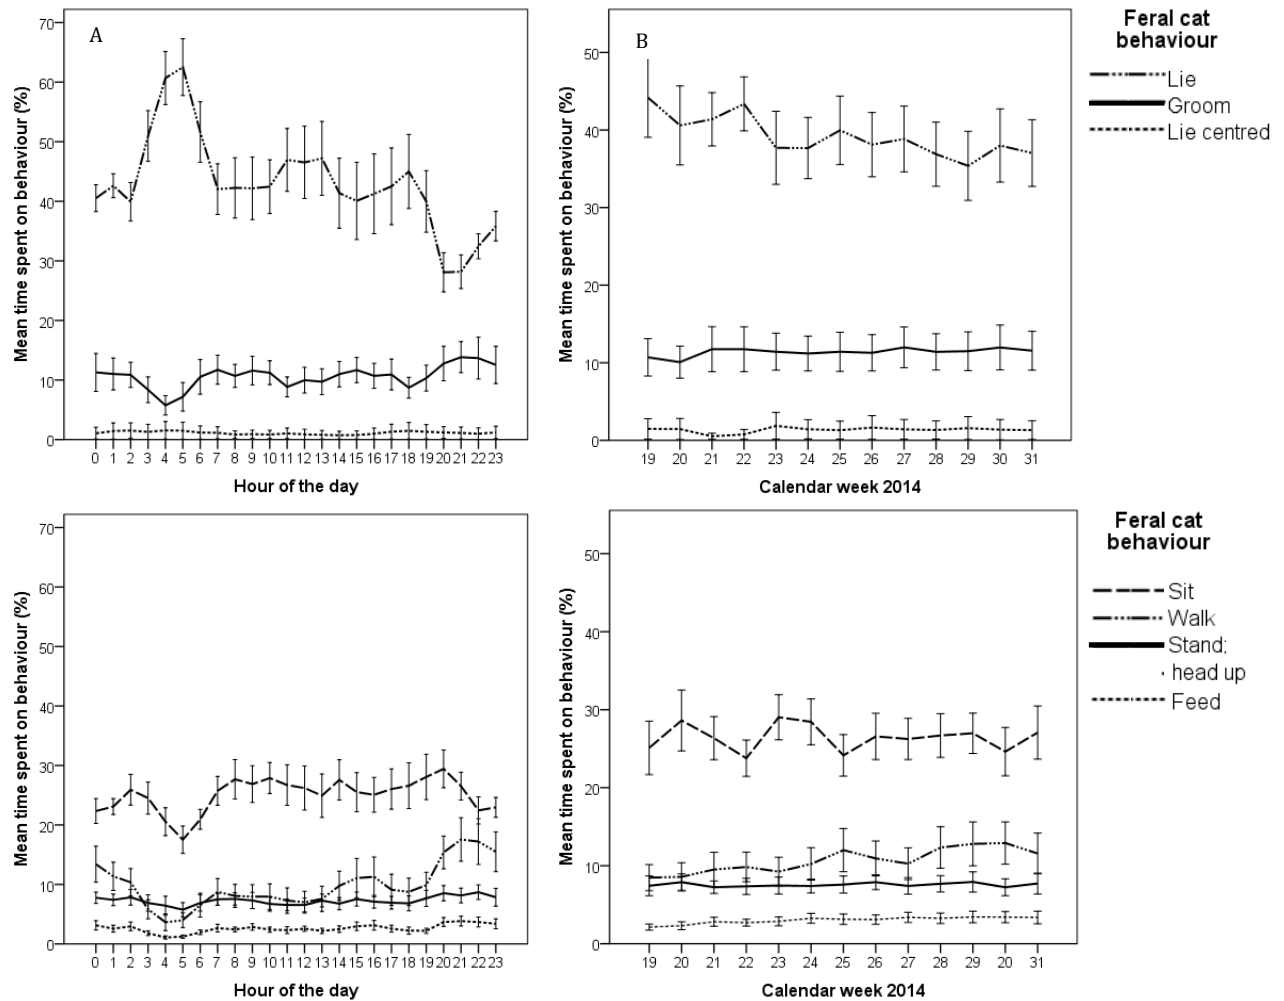 A
Mean time spent on behaviour (%)
70
60
50
40
30
20
10
0
0 1 2 3 4 5 6 7 8 9 10 11 12 13 14 15 16 17 18 19 20 21 22 23
Hour of the day
B
Mean time spent on behaviour (%)
50
40
30
20
10
0
19 20 21 22 23 24 25 26 27 28 29 30 31
Calendar week 2014
Feral cat
behaviour
Lie
Groom
Lie centred
Mean time spent on behaviour (%)
70
60
50
40
30
20
10
0
0 1 2 3 4 5 6 7 8 9 10 11 12 13 14 15 16 17 18 19 20 21 22 23
Hour of the day
Mean time spent on behaviour (%)
50
40
30
20
10
0
19 20 21 22 23 24 25 26 27 28 29 20 31
Calendar week 2014
Feral cat
behaviour
Sit
Walk
Stand;
head up
Feed